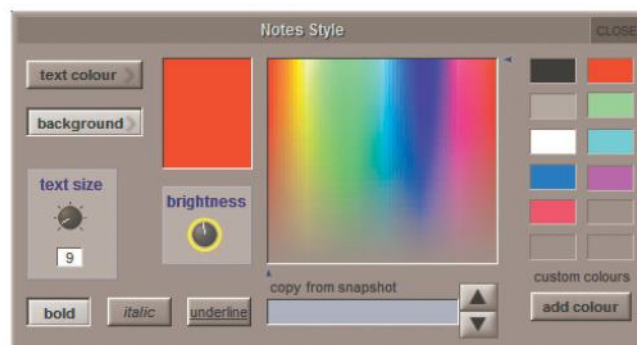 Notes Style
CLOSE
text colour
background
text size
9
brightness
bold
italic
underline
copy from snapshot
custom colours
add colour